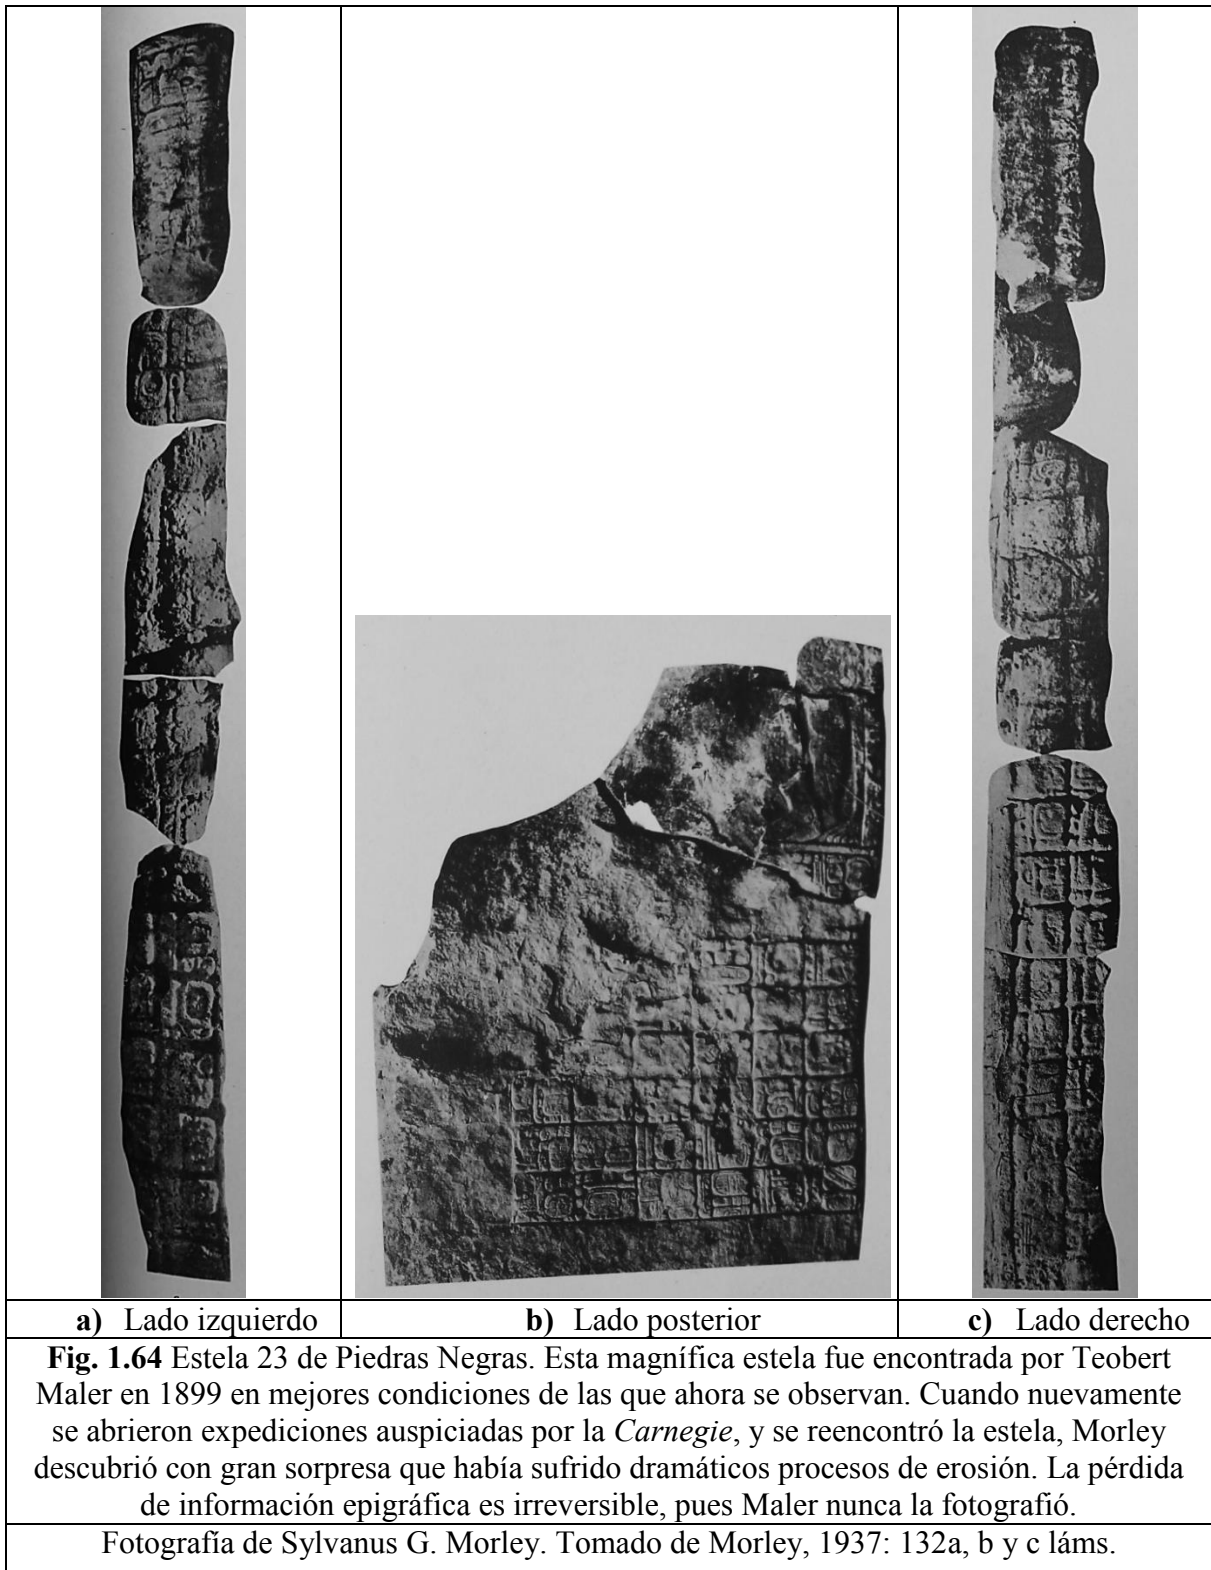 a) Lado izquierdo
b) Lado posterior
c) Lado derecho
Fig. 1.64 Estela 23 de Piedras Negras. Esta magnífica estela fue encontrada por Teobert
Maler en 1899 en mejores condiciones de las que ahora se observan. Cuando nuevamente
se abrieron expediciones auspiciadas por la Carnegie, y se reencontró la estela, Morley
descubrió con gran sorpresa que había sufrido dramáticos procesos de erosión. La pérdida
de información epigráfica es irreversible, pues Maler nunca la fotografió.
Fotografía de Sylvanus G. Morley. Tomado de Morley, 1937: 132a, b y c láms.